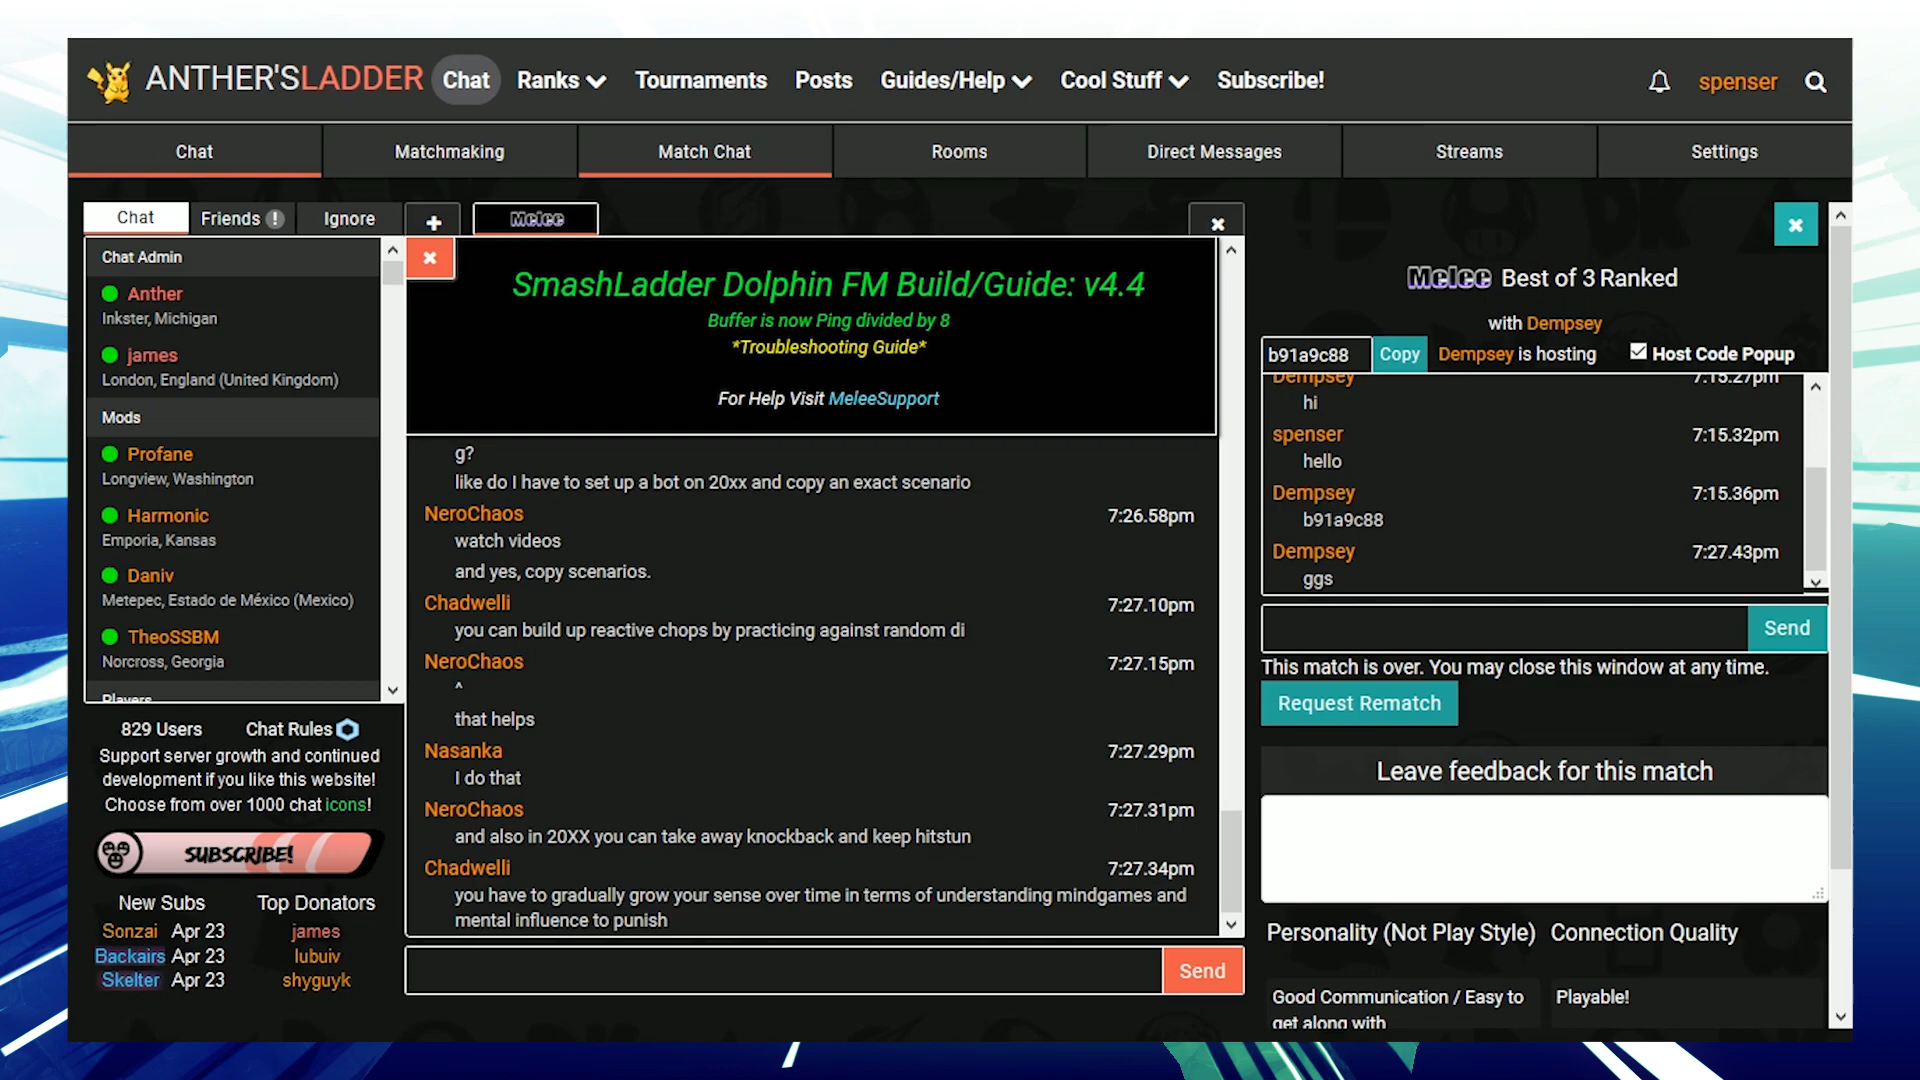 ANTHER'SLADDER Chat Ranks Tournaments Posts Guides/Help Cool Stuff Subscribe! spenser
Chat Matchmaking Match Chat Rooms Direct Messages Streams Settings
Chat Friends ! Ignore
Chat Admin
Anther
Inkster, Michigan
james
London, England (United Kingdom)
Mods
Profane
Longview, Washington
Harmonic
Emporia, Kansas
Daniv
Metepec, Estado de México (Mexico)
TheoSSBM
Norcross, Georgia
Players
829 Users Chat Rules
Support server growth and continued
development if you like this website!
Choose from over 1000 chat icons!
SUBSCRIBE!
New Subs Top Donators
Sonzai Apr 23 james
Backairs Apr 23 lubuiv
Skelter Apr 23 shyguyk
Melee
SmashLadder Dolphin FM Build/Guide: v4.4
Buffer is now Ping divided by 8
*Troubleshooting Guide*
For Help Visit MeleeSupport
g?
like do I have to set up a bot on 20xx and copy an exact scenario
NeroChaos 7:26.58pm
watch videos
and yes, copy scenarios.
Chadwelli 7:27.10pm
you can build up reactive chops by practicing against random di
NeroChaos 7:27.15pm
^
that helps
Nasanka 7:27.29pm
I do that
NeroChaos 7:27.31pm
and also in 20XX you can take away knockback and keep hitstun
Chadwelli 7:27.34pm
you have to gradually grow your sense over time in terms of understanding mindgames and
mental influence to punish
Send
Melee Best of 3 Ranked
with Dempsey
b91a9c88 Copy Dempsey is hosting Host Code Popup
Dempsey 7:15.27pm
hi
spenser 7:15.32pm
hello
Dempsey 7:15.36pm
b91a9c88
Dempsey 7:27.43pm
ggs
Send
This match is over. You may close this window at any time.
Request Rematch
Leave feedback for this match
Personality (Not Play Style) Connection Quality
Good Communication / Easy to Playable!
get along with